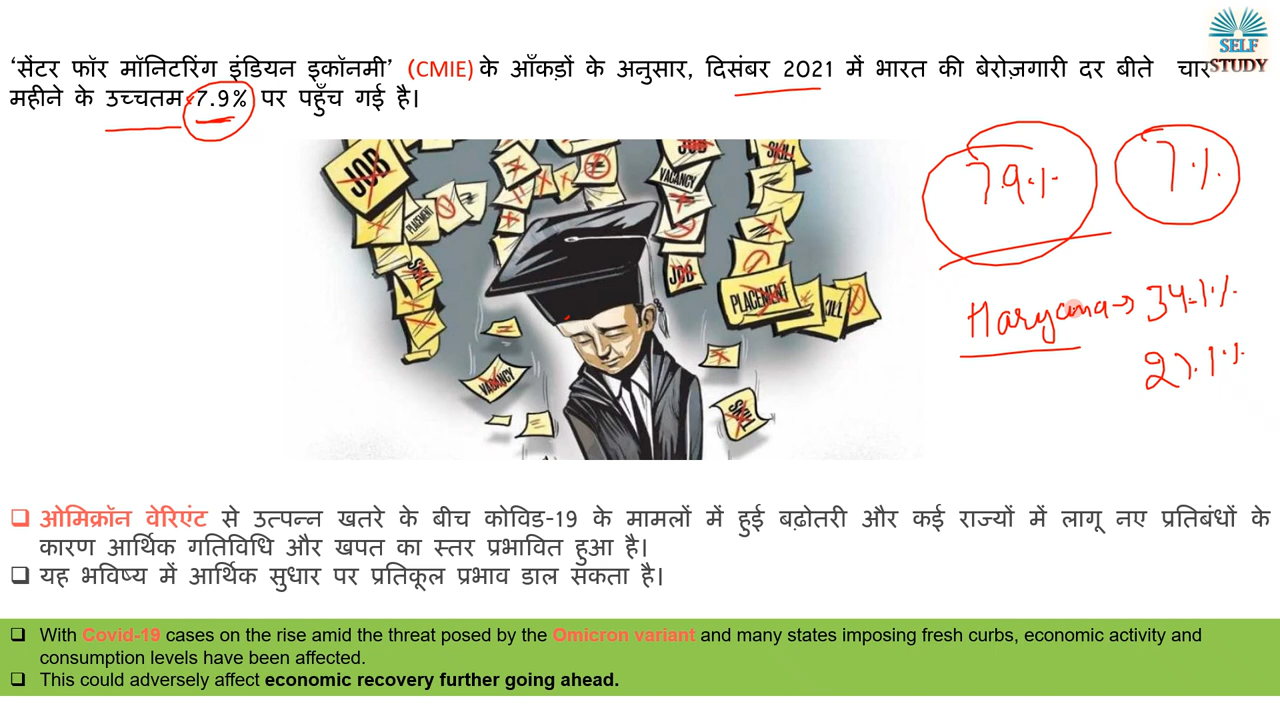 SELF
STUDY
‘सेंटर फॉर मॉनिटरिंग इंडियन इकॉनमी’ (CMIE) के आँकड़ों के अनुसार, दिसंबर 2021 में भारत की बेरोज़गारी दर बीते चार
महीने के उच्चतम 7.9% पर पहुँच गई है।
JOB
JOB
SKILL
VACANCY
PLACEMENT
JOB
PLACEMENT
VACANCY
7.9% 7%
Haryana → 34.1%
27.1%
❑ ओमिक्रॉन वेरिएंट से उत्पन्न खतरे के बीच कोविड-19 के मामलों में हुई बढ़ोतरी और कई राज्यों में लागू नए प्रतिबंधों के
कारण आर्थिक गतिविधि और खपत का स्तर प्रभावित हुआ है।
❑ यह भविष्य में आर्थिक सुधार पर प्रतिकूल प्रभाव डाल सकता है।
❑ With Covid-19 cases on the rise amid the threat posed by the Omicron variant and many states imposing fresh curbs, economic activity and
consumption levels have been affected.
❑ This could adversely affect economic recovery further going ahead.